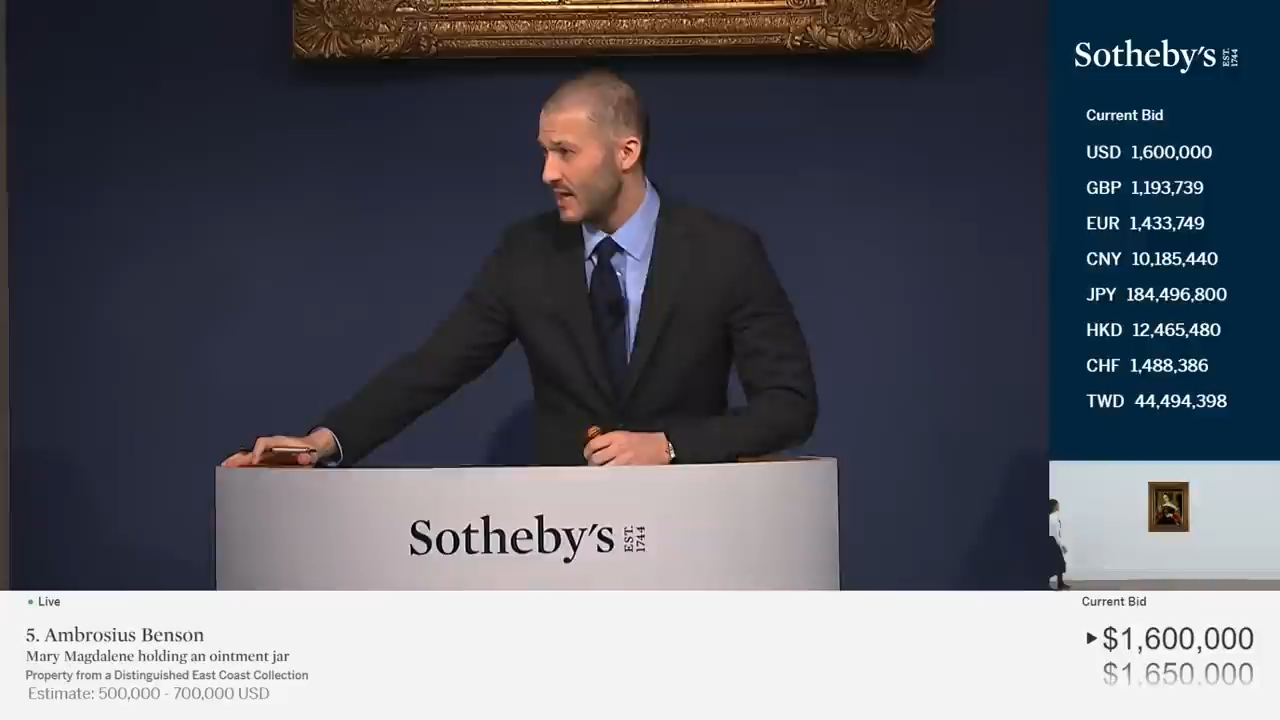 Sotheby's EST. 1744
Current Bid
USD 1,600,000
GBP 1,193,739
EUR 1,433,749
CNY 10,185,440
JPY 184,496,800
HKD 12,465,480
CHF 1,488,386
TWD 44,494,398
Sotheby's EST. 1744
Live
5. Ambrosius Benson
Mary Magdalene holding an ointment jar
Property from a Distinguished East Coast Collection
Estimate: 500,000 - 700,000 USD
Current Bid
$1,600,000
$1,650,000